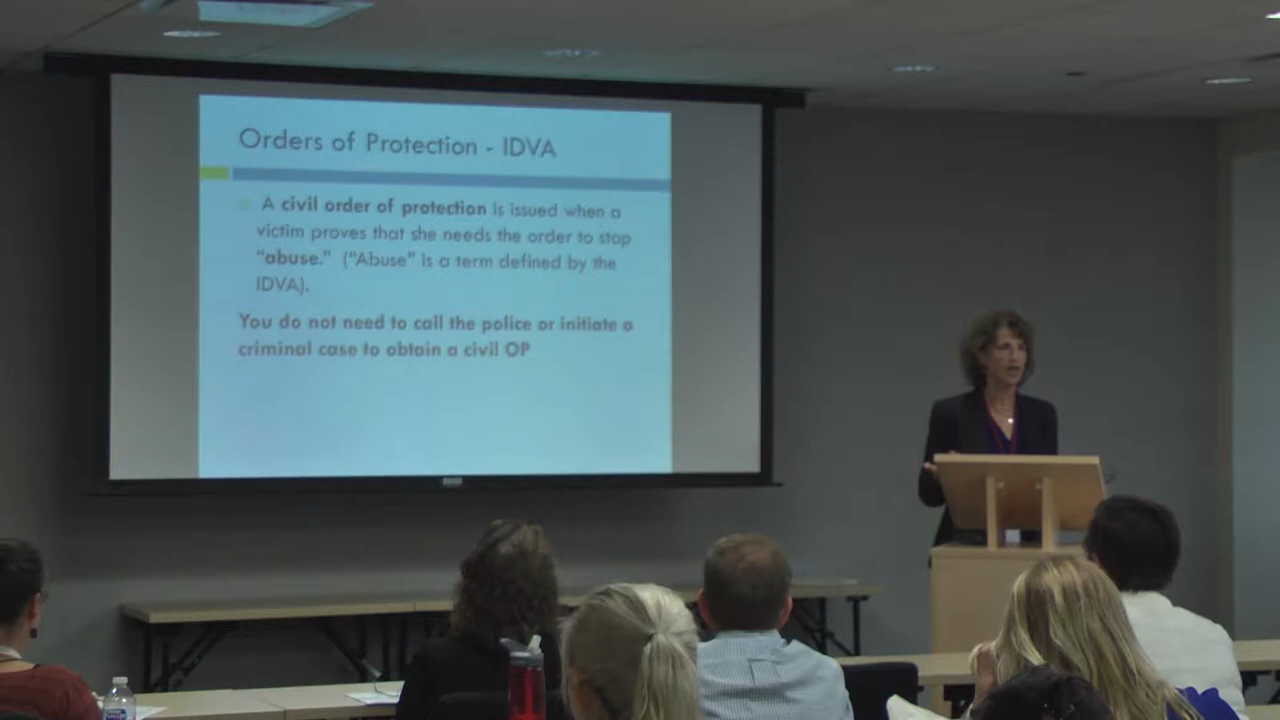 Orders of Protection - IDVA
A civil order of protection is issued when a
victim proves that she needs the order to stop
“abuse.” (“Abuse” is a term defined by the
IDVA).
You do not need to call the police or initiate a
criminal case to obtain a civil OP